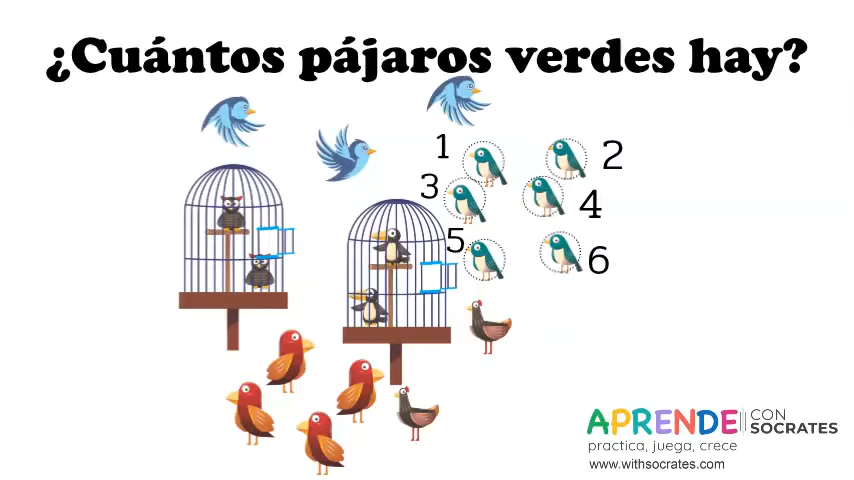 ¿Cuántos pájaros verdes hay?
1
2
3
4
5
6
APRENDE CON SOCRATES
practica, juega, crece
www.withsocrates.com